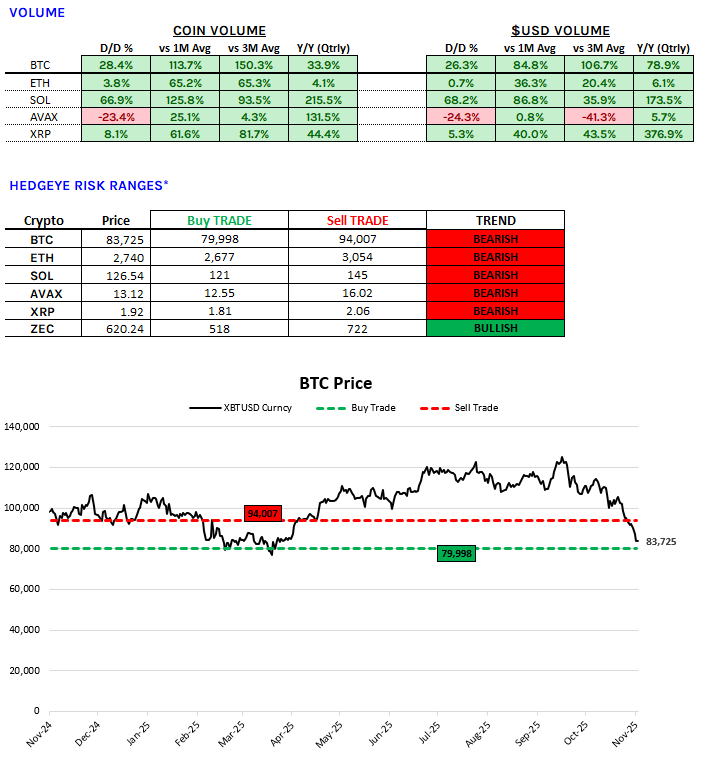 VOLUME
COIN VOLUME $USD VOLUME
D/D % vs 1M Avg vs 3M Avg Y/Y (Qtrly) D/D % vs 1M Avg vs 3M Avg Y/Y (Qtrly)
BTC 28.4% 113.7% 150.3% 33.9% 26.3% 84.8% 106.7% 78.9%
ETH 3.8% 65.2% 65.3% 4.1% 0.7% 36.3% 20.4% 6.1%
SOL 66.9% 125.8% 93.5% 215.5% 68.2% 86.8% 35.9% 173.5%
AVAX -23.4% 25.1% 4.3% 131.5% -24.3% 0.8% -41.3% 5.7%
XRP 8.1% 61.6% 81.7% 44.4% 5.3% 40.0% 43.5% 376.9%
HEDGEYE RISK RANGES*
Crypto Price Buy TRADE Sell TRADE TREND
BTC 83,725 79,998 94,007 BEARISH
ETH 2,740 2,677 3,054 BEARISH
SOL 126.54 121 145 BEARISH
AVAX 13.12 12.55 16.02 BEARISH
XRP 1.92 1.81 2.06 BEARISH
ZEC 620.24 518 722 BULLISH
BTC Price
XBTUSD Curncy Buy Trade Sell Trade
140,000
120,000
100,000
94,007
80,000
79,998
83,725
60,000
40,000
20,000
0
Nov-24 Dec-24 Jan-25 Feb-25 Mar-25 Apr-25 May-25 Jun-25 Jul-25 Aug-25 Sep-25 Oct-25 Nov-25